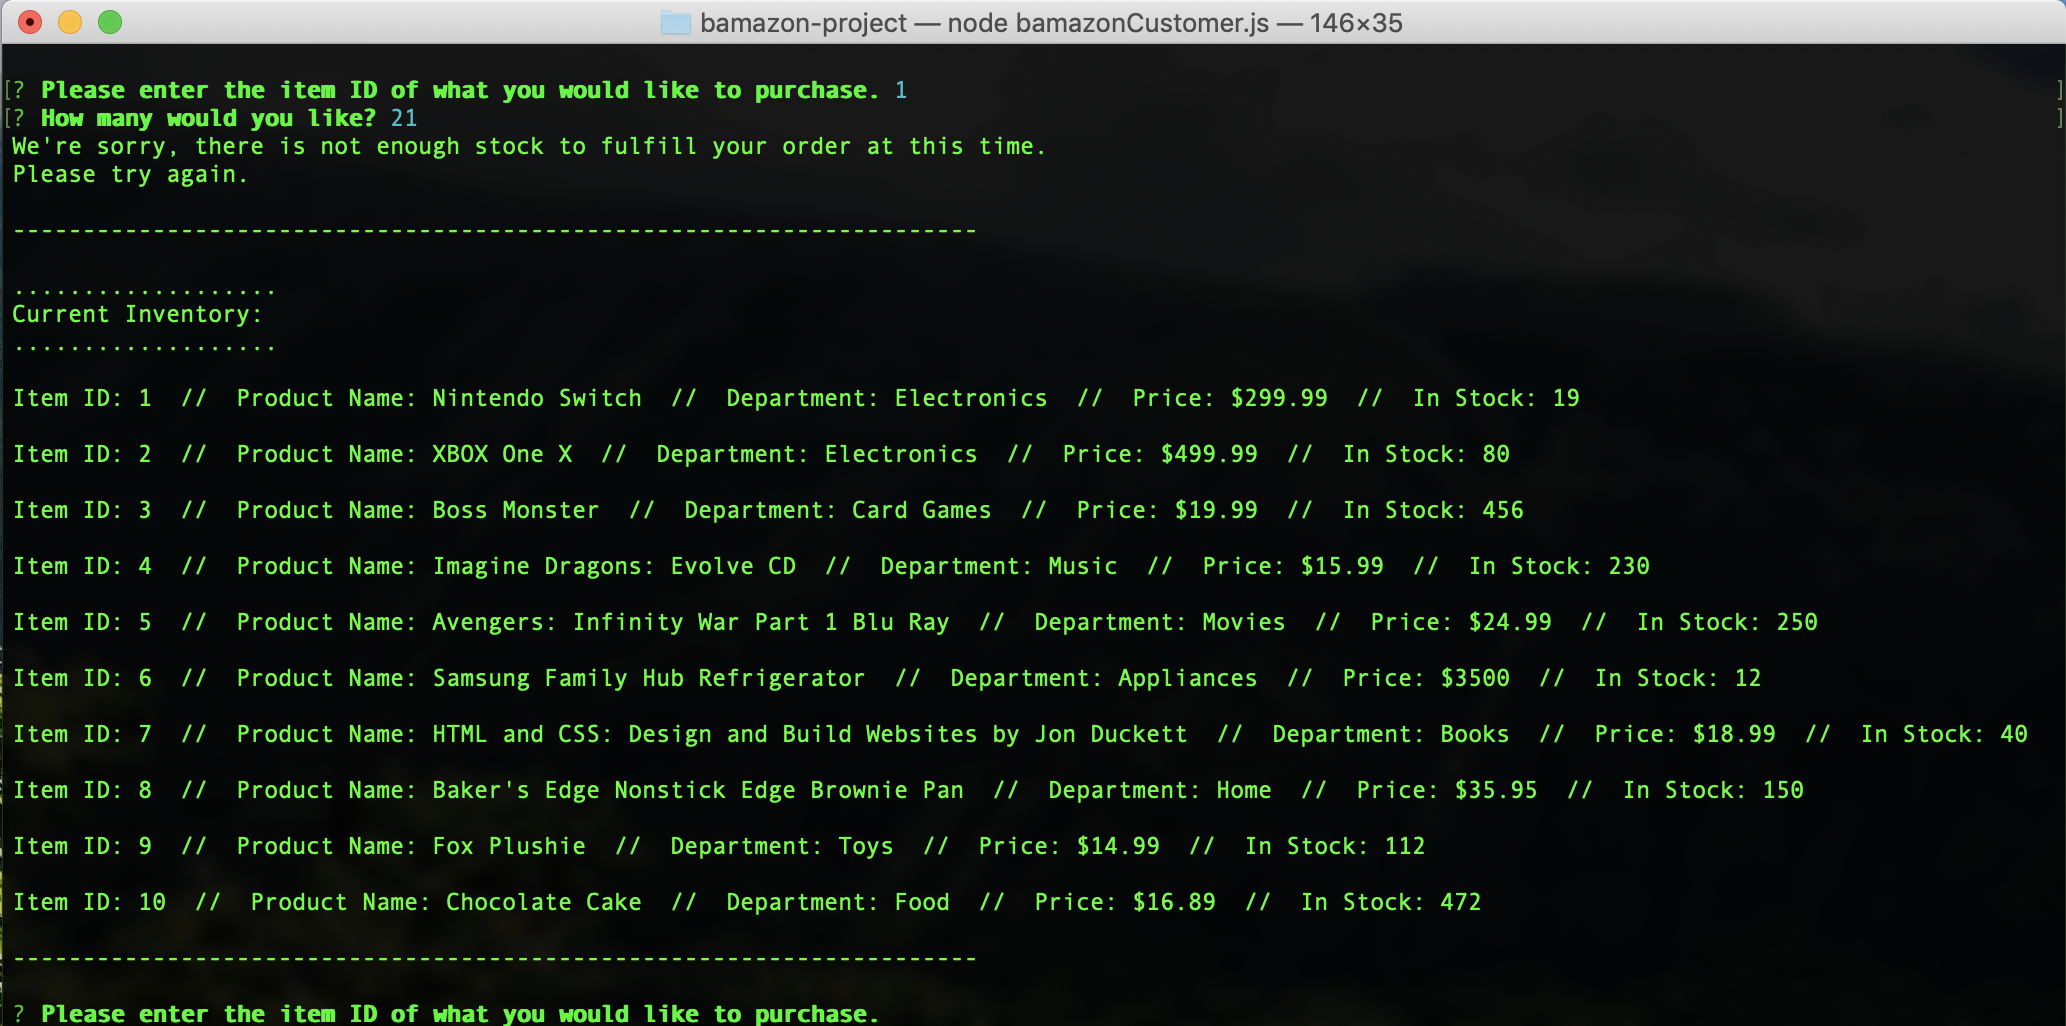 bamazon-project — node bamazonCustomer.js — 146×35
[? Please enter the item ID of what you would like to purchase. 1 ]
[? How many would you like? 21 ]
We're sorry, there is not enough stock to fulfill your order at this time.
Please try again.
---------------------------------------------------------------------
...................
Current Inventory:
...................
Item ID: 1  //  Product Name: Nintendo Switch  //  Department: Electronics  //  Price: $299.99  //  In Stock: 19
Item ID: 2  //  Product Name: XBOX One X  //  Department: Electronics  //  Price: $499.99  //  In Stock: 80
Item ID: 3  //  Product Name: Boss Monster  //  Department: Card Games  //  Price: $19.99  //  In Stock: 456
Item ID: 4  //  Product Name: Imagine Dragons: Evolve CD  //  Department: Music  //  Price: $15.99  //  In Stock: 230
Item ID: 5  //  Product Name: Avengers: Infinity War Part 1 Blu Ray  //  Department: Movies  //  Price: $24.99  //  In Stock: 250
Item ID: 6  //  Product Name: Samsung Family Hub Refrigerator  //  Department: Appliances  //  Price: $3500  //  In Stock: 12
Item ID: 7  //  Product Name: HTML and CSS: Design and Build Websites by Jon Duckett  //  Department: Books  //  Price: $18.99  //  In Stock: 40
Item ID: 8  //  Product Name: Baker's Edge Nonstick Edge Brownie Pan  //  Department: Home  //  Price: $35.95  //  In Stock: 150
Item ID: 9  //  Product Name: Fox Plushie  //  Department: Toys  //  Price: $14.99  //  In Stock: 112
Item ID: 10  //  Product Name: Chocolate Cake  //  Department: Food  //  Price: $16.89  //  In Stock: 472
---------------------------------------------------------------------
? Please enter the item ID of what you would like to purchase.